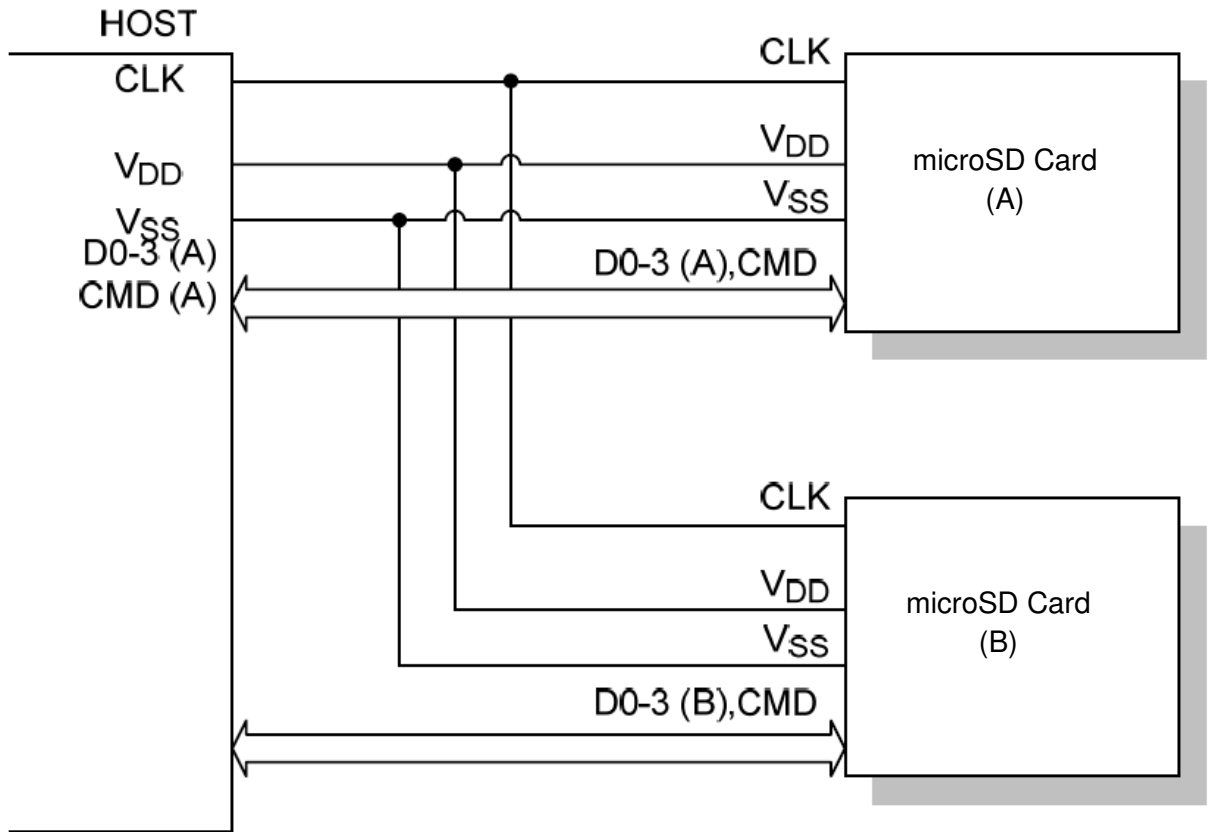 HOST
CLK
VDD
VSS
D0-3 (A)
CMD (A)
CLK
VDD
VSS
D0-3 (A),CMD
microSD Card
(A)
CLK
VDD
VSS
D0-3 (B),CMD
microSD Card
(B)